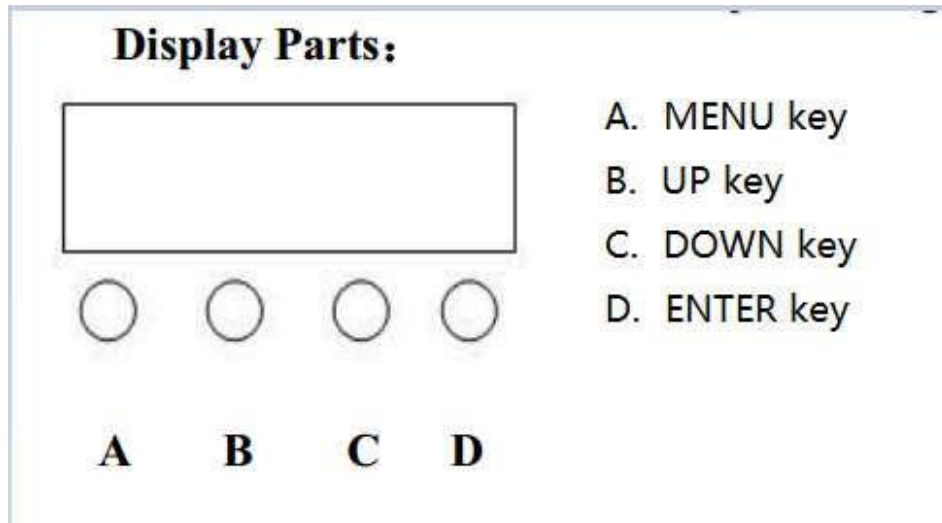 Display Parts：
A. MENU key
B. UP key
C. DOWN key
D. ENTER key
A B C D